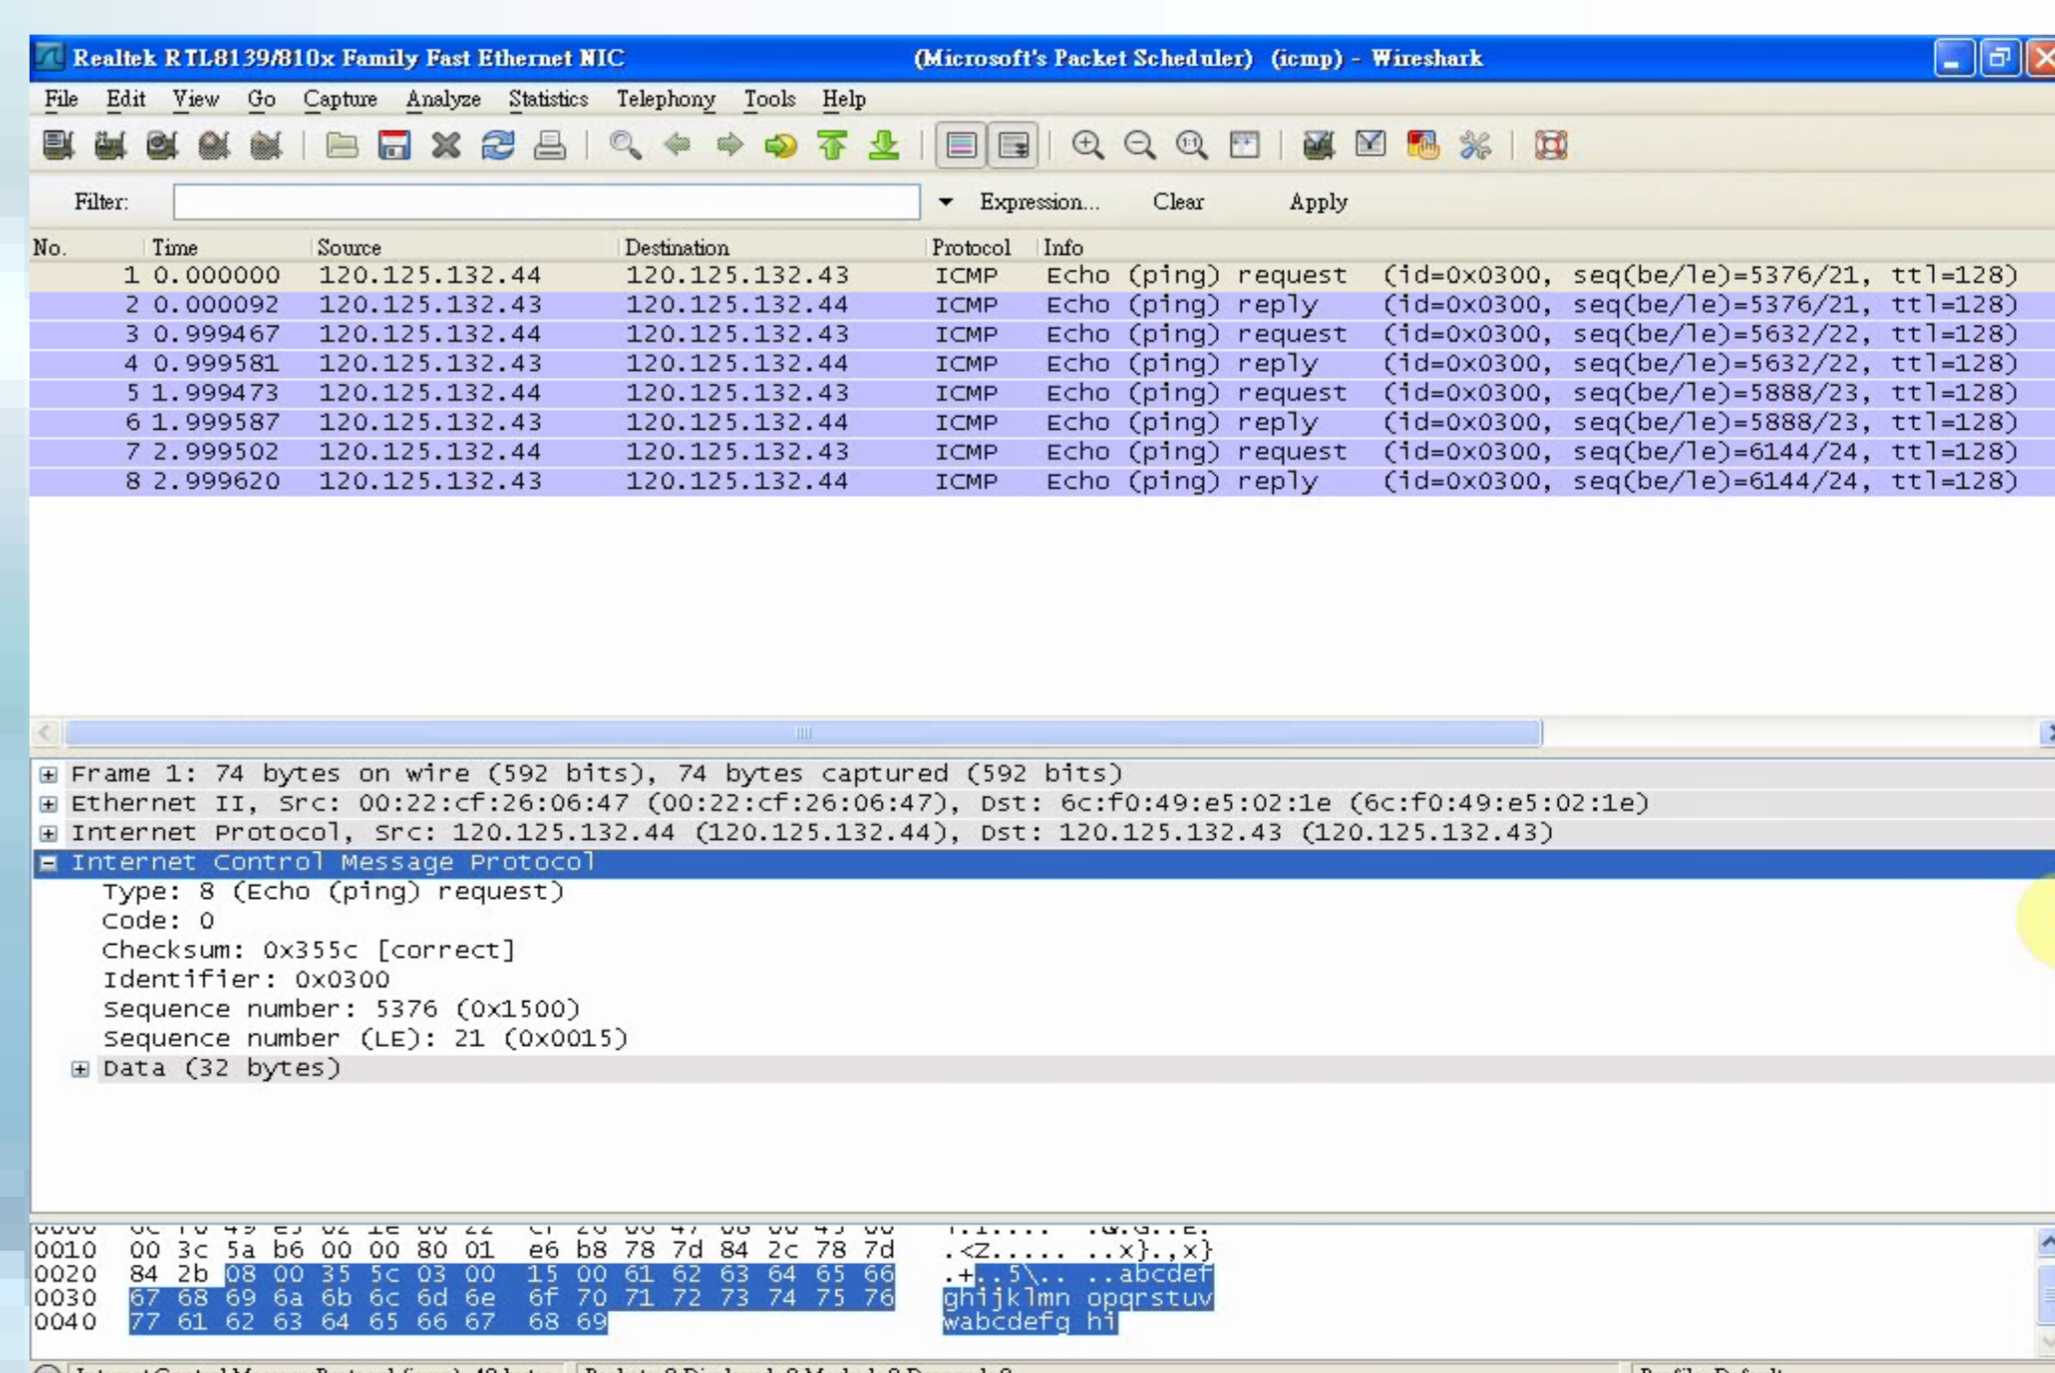 Realtek RTL8139/810x Family Fast Ethernet NIC (Microsoft's Packet Scheduler) (icmp) - Wireshark
File Edit View Go Capture Analyze Statistics Telephony Tools Help
Filter: Expression... Clear Apply
No. Time Source Destination Protocol Info
1 0.000000 120.125.132.44 120.125.132.43 ICMP Echo (ping) request (id=0x0300, seq(be/le)=5376/21, ttl=128)
2 0.000092 120.125.132.43 120.125.132.44 ICMP Echo (ping) reply (id=0x0300, seq(be/le)=5376/21, ttl=128)
3 0.999467 120.125.132.44 120.125.132.43 ICMP Echo (ping) request (id=0x0300, seq(be/le)=5632/22, ttl=128)
4 0.999581 120.125.132.43 120.125.132.44 ICMP Echo (ping) reply (id=0x0300, seq(be/le)=5632/22, ttl=128)
5 1.999473 120.125.132.44 120.125.132.43 ICMP Echo (ping) request (id=0x0300, seq(be/le)=5888/23, ttl=128)
6 1.999587 120.125.132.43 120.125.132.44 ICMP Echo (ping) reply (id=0x0300, seq(be/le)=5888/23, ttl=128)
7 2.999502 120.125.132.44 120.125.132.43 ICMP Echo (ping) request (id=0x0300, seq(be/le)=6144/24, ttl=128)
8 2.999620 120.125.132.43 120.125.132.44 ICMP Echo (ping) reply (id=0x0300, seq(be/le)=6144/24, ttl=128)
Frame 1: 74 bytes on wire (592 bits), 74 bytes captured (592 bits)
Ethernet II, Src: 00:22:cf:26:06:47 (00:22:cf:26:06:47), Dst: 6c:f0:49:e5:02:1e (6c:f0:49:e5:02:1e)
Internet Protocol, Src: 120.125.132.44 (120.125.132.44), Dst: 120.125.132.43 (120.125.132.43)
Internet Control Message Protocol
Type: 8 (Echo (ping) request)
Code: 0
Checksum: 0x355c [correct]
Identifier: 0x0300
Sequence number: 5376 (0x1500)
Sequence number (LE): 21 (0x0015)
Data (32 bytes)
0010 00 3c 5a b6 00 00 80 01 e6 b8 78 7d 84 2c 78 7d .<Z..... ..x}.,x}
0020 84 2b 08 00 35 5c 03 00 15 00 61 62 63 64 65 66 .+..5\.. ..abcdef
0030 67 68 69 6a 6b 6c 6d 6e 6f 70 71 72 73 74 75 76 ghijklmn opqrstuv
0040 77 61 62 63 64 65 66 67 68 69 wabcdefg hi